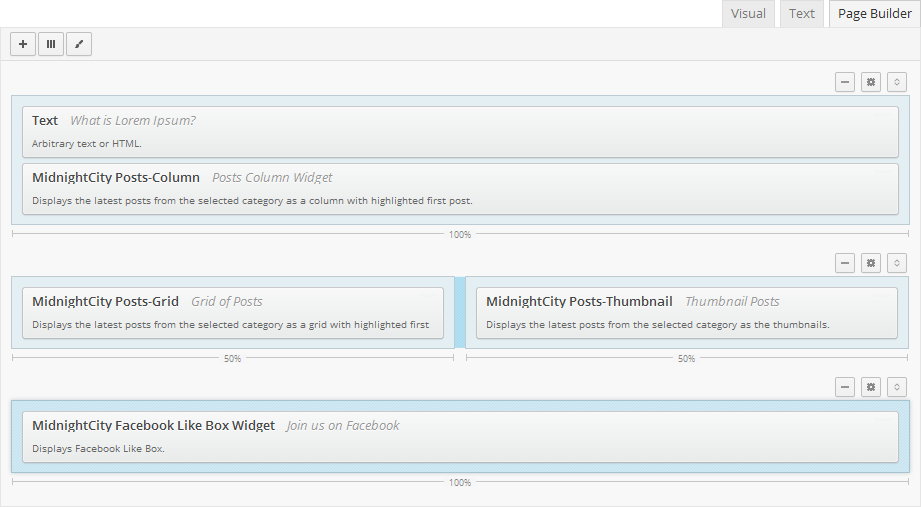 Visual Text Page Builder
Text What is Lorem Ipsum?
Arbitrary text or HTML.
MidnightCity Posts-Column Posts Column Widget
Displays the latest posts from the selected category as a column with highlighted first post.
100%
MidnightCity Posts-Grid Grid of Posts
Displays the latest posts from the selected category as a grid with highlighted first
MidnightCity Posts-Thumbnail Thumbnail Posts
Displays the latest posts from the selected category as the thumbnails.
50%
50%
MidnightCity Facebook Like Box Widget Join us on Facebook
Displays Facebook Like Box.
100%